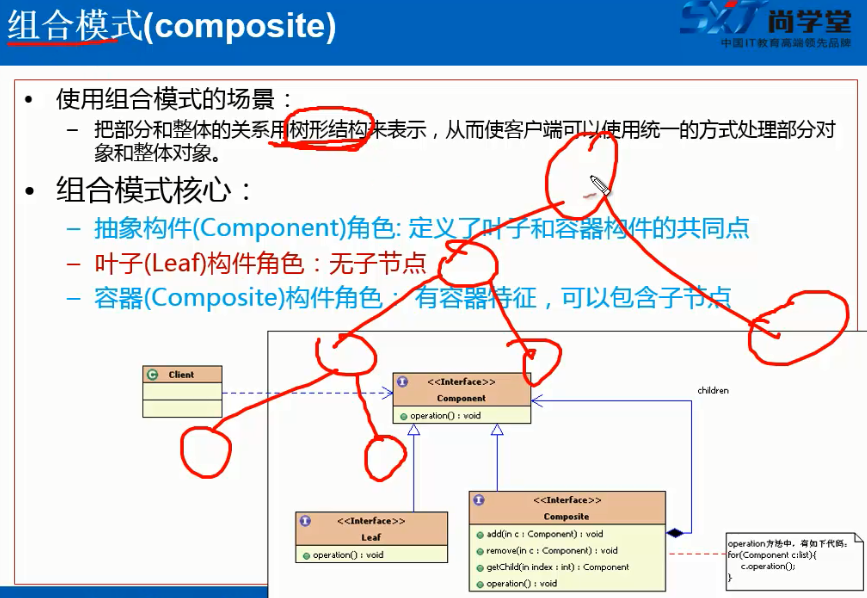 组合模式(composite)
SXT 尚学堂
中国IT教育高端领先品牌
• 使用组合模式的场景：
– 把部分和整体的关系用树形结构来表示，从而使客户端可以使用统一的方式处理部分对
象和整体对象。
• 组合模式核心：
– 抽象构件(Component)角色: 定义了叶子和容器构件的共同点
– 叶子(Leaf)构件角色：无子节点
– 容器(Composite)构件角色： 有容器特征，可以包含子节点
C Client
I <<Interface>>
Component
operation() : void
children
I <<Interface>>
Leaf
operation() : void
I <<Interface>>
Composite
add(in c : Component) : void
remove(in c : Component) : void
getChild(in index : int) : Component
operation() : void
operation方法中，有如下代码：
for(Component c:list){
c.operation();
}